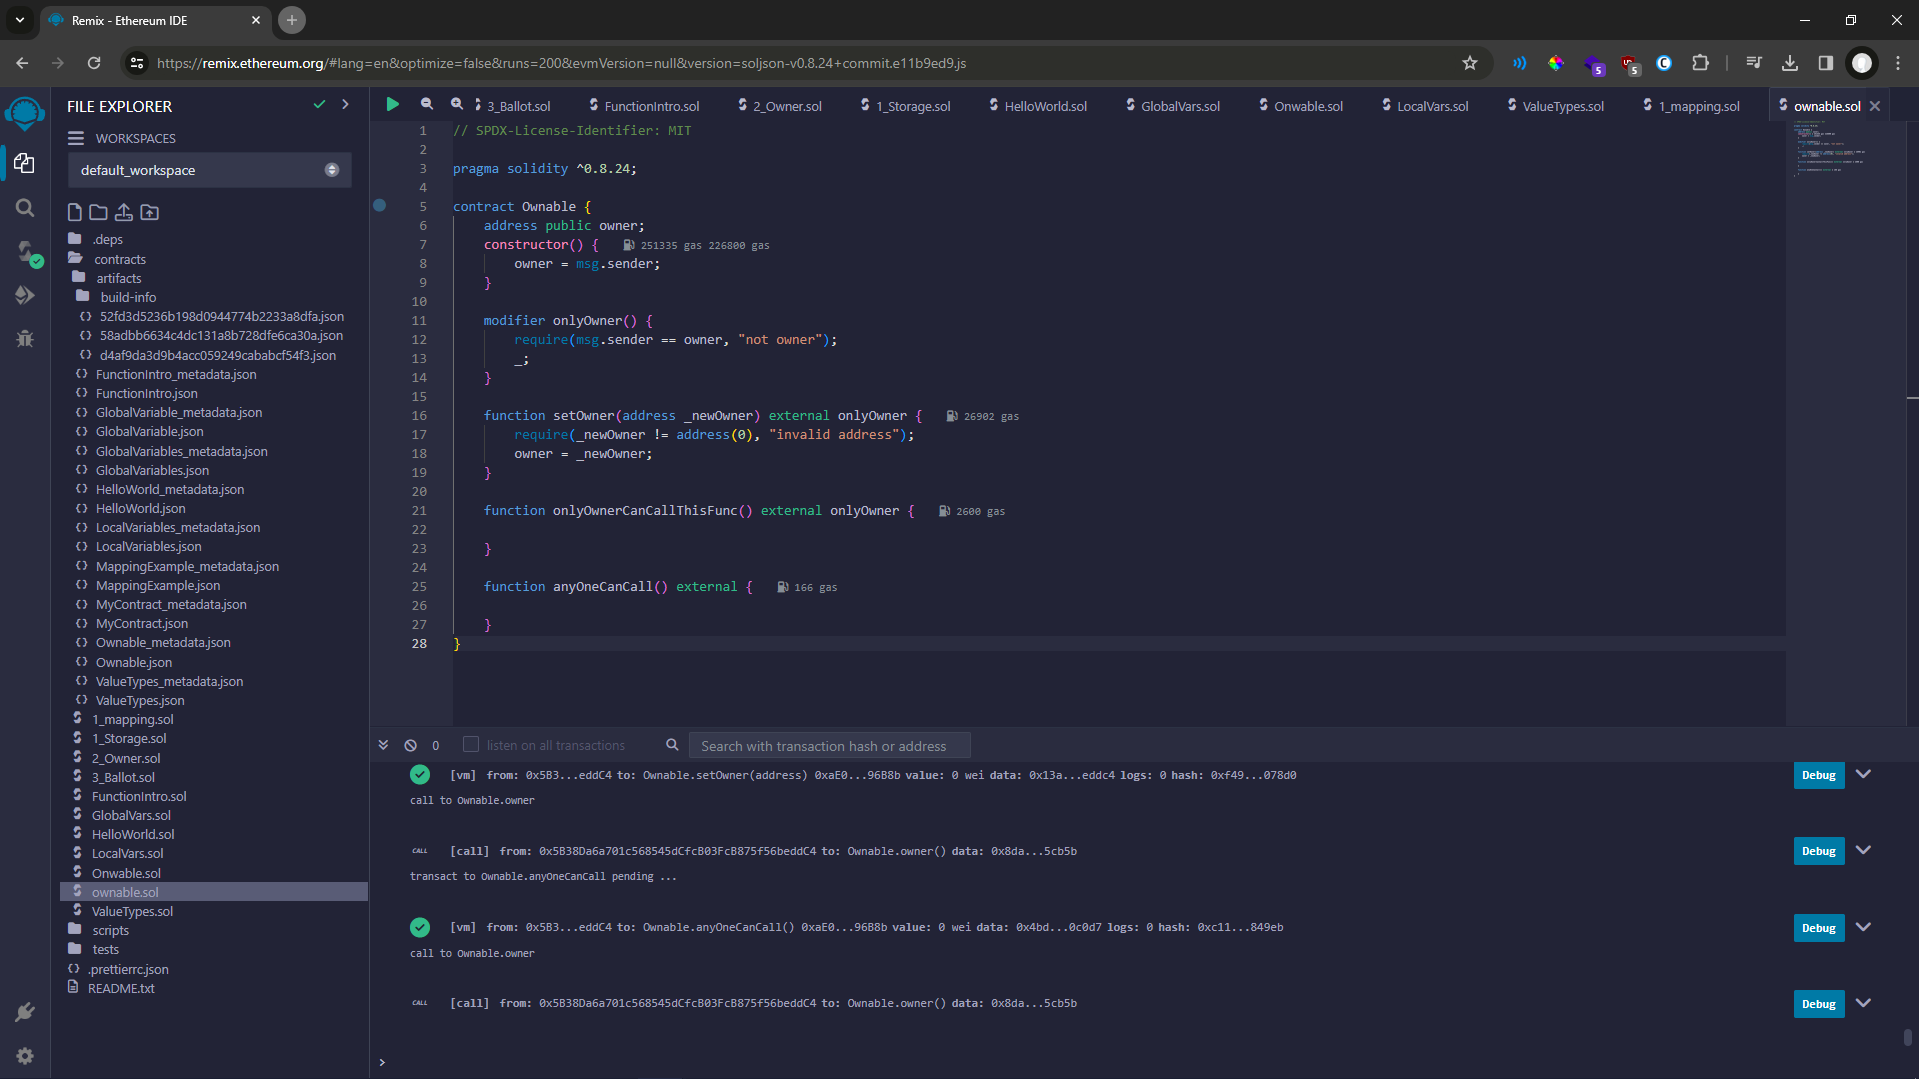 Remix - Ethereum IDE
https://remix.ethereum.org/#lang=en&optimize=false&runs=200&evmVersion=null&version=soljson-v0.8.24+commit.e11b9ed9.js
5
5
FILE EXPLORER
WORKSPACES
default_workspace
.deps
contracts
artifacts
build-info
52fd3d5236b198d0944774b2233a8dfa.json
58adbb6634c4dc131a8b728dfe6ca30a.json
d4af9da3d9b4acc059249cababcf54f3.json
FunctionIntro_metadata.json
FunctionIntro.json
GlobalVariable_metadata.json
GlobalVariable.json
GlobalVariables_metadata.json
GlobalVariables.json
HelloWorld_metadata.json
HelloWorld.json
LocalVariables_metadata.json
LocalVariables.json
MappingExample_metadata.json
MappingExample.json
MyContract_metadata.json
MyContract.json
Ownable_metadata.json
Ownable.json
ValueTypes_metadata.json
ValueTypes.json
1_mapping.sol
1_Storage.sol
2_Owner.sol
3_Ballot.sol
FunctionIntro.sol
GlobalVars.sol
HelloWorld.sol
LocalVars.sol
Onwable.sol
ownable.sol
ValueTypes.sol
scripts
tests
.prettierrc.json
README.txt
3_Ballot.sol FunctionIntro.sol 2_Owner.sol 1_Storage.sol HelloWorld.sol GlobalVars.sol Onwable.sol LocalVars.sol ValueTypes.sol 1_mapping.sol ownable.sol
1 // SPDX-License-Identifier: MIT
2
3 pragma solidity ^0.8.24;
4
5 contract Ownable {
6 address public owner;
7 constructor() { 251335 gas 226800 gas
8 owner = msg.sender;
9 }
10
11 modifier onlyOwner() {
12 require(msg.sender == owner, "not owner");
13 _;
14 }
15
16 function setOwner(address _newOwner) external onlyOwner { 26902 gas
17 require(_newOwner != address(0), "invalid address");
18 owner = _newOwner;
19 }
20
21 function onlyOwnerCanCallThisFunc() external onlyOwner { 2600 gas
22
23 }
24
25 function anyOneCanCall() external { 166 gas
26
27 }
28 }
0 listen on all transactions Search with transaction hash or address
[vm] from: 0x5B3...eddC4 to: Ownable.setOwner(address) 0xaE0...96B8b value: 0 wei data: 0x13a...eddc4 logs: 0 hash: 0xf49...078d0 Debug
call to Ownable.owner
CALL [call] from: 0x5B38Da6a701c568545dCfcB03FcB875f56beddC4 to: Ownable.owner() data: 0x8da...5cb5b Debug
transact to Ownable.anyOneCanCall pending ...
[vm] from: 0x5B3...eddC4 to: Ownable.anyOneCanCall() 0xaE0...96B8b value: 0 wei data: 0x4bd...0c0d7 logs: 0 hash: 0xc11...849eb Debug
call to Ownable.owner
CALL [call] from: 0x5B38Da6a701c568545dCfcB03FcB875f56beddC4 to: Ownable.owner() data: 0x8da...5cb5b Debug
>